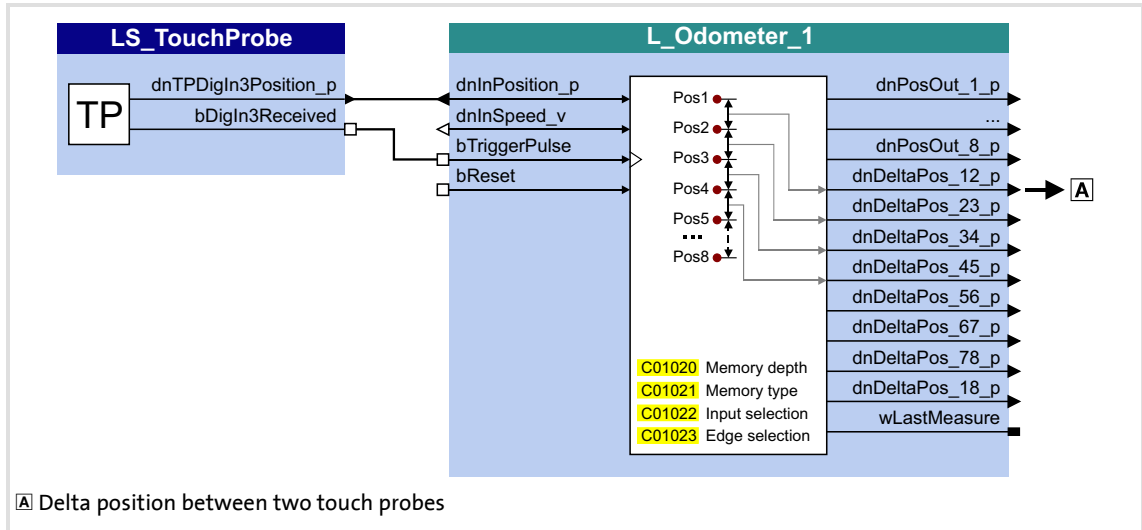 LS_TouchProbe
TP
dnTPDigIn3Position_p
bDigIn3Received
L_Odometer_1
dnInPosition_p
dnInSpeed_v
bTriggerPulse
bReset
Pos1
Pos2
Pos3
Pos4
Pos5
...
Pos8
C01020 Memory depth
C01021 Memory type
C01022 Input selection
C01023 Edge selection
dnPosOut_1_p
...
dnPosOut_8_p
dnDeltaPos_12_p
A
dnDeltaPos_23_p
dnDeltaPos_34_p
dnDeltaPos_45_p
dnDeltaPos_56_p
dnDeltaPos_67_p
dnDeltaPos_78_p
dnDeltaPos_18_p
wLastMeasure
A Delta position between two touch probes